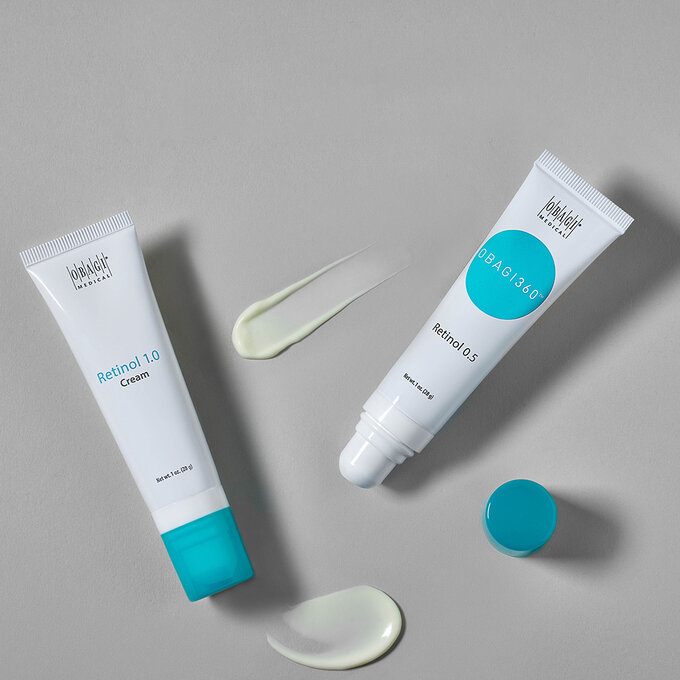 OBAGI
MEDICAL
Retinol 1.0
Cream
Net wt. 1 oz. (28 g)
OBAGI
MEDICAL
OBAGI360™
Retinol 0.5
Net wt. 1 oz. (28 g)